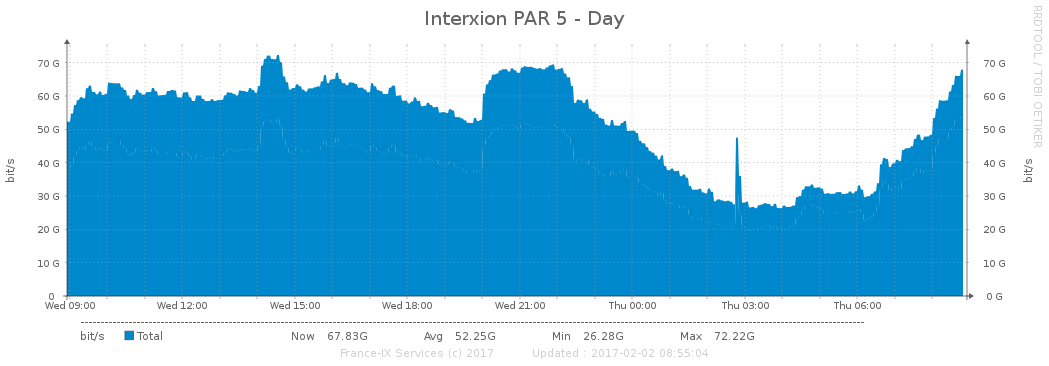 Interxion PAR 5 - Day
RRDTOOL / TOBI OETIKER
bit/s
70 G 70 G
60 G 60 G
50 G 50 G
40 G 40 G
30 G 30 G
20 G 20 G
10 G 10 G
0 0 G
bit/s
Wed 09:00 Wed 12:00 Wed 15:00 Wed 18:00 Wed 21:00 Thu 00:00 Thu 03:00 Thu 06:00
bit/s Total Now 67.83G Avg 52.25G Min 26.28G Max 72.22G
France-IX Services (c) 2017 Updated : 2017-02-02 08:55:04